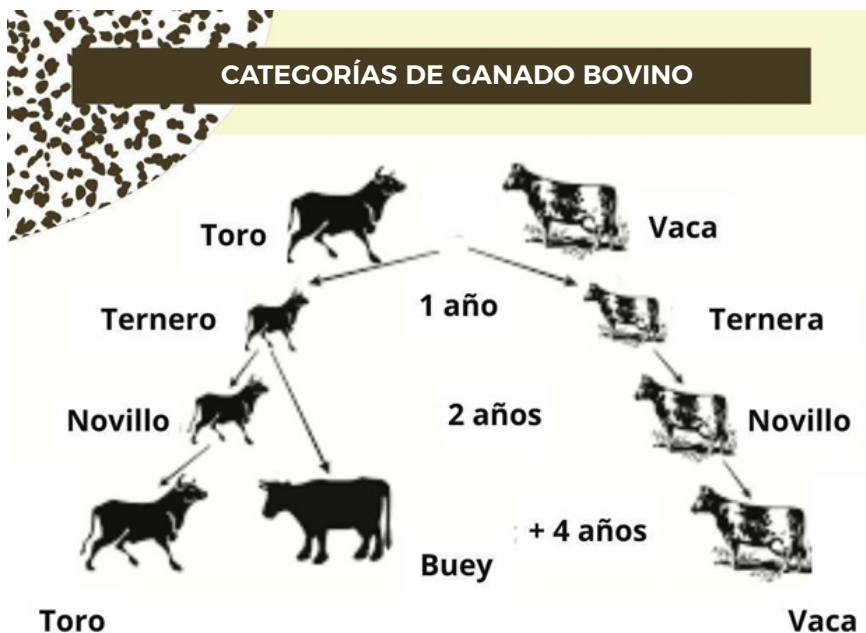 CATEGORÍAS DE GANADO BOVINO
Toro
Vaca
Ternero
1 año
Ternera
Novillo
2 años
Novillo
+ 4 años
Buey
Toro
Vaca